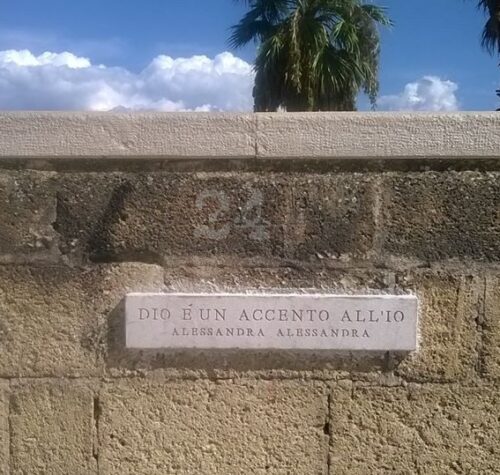 24
DIO É UN ACCENTO ALL'IO
ALESSANDRA ALESSANDRA